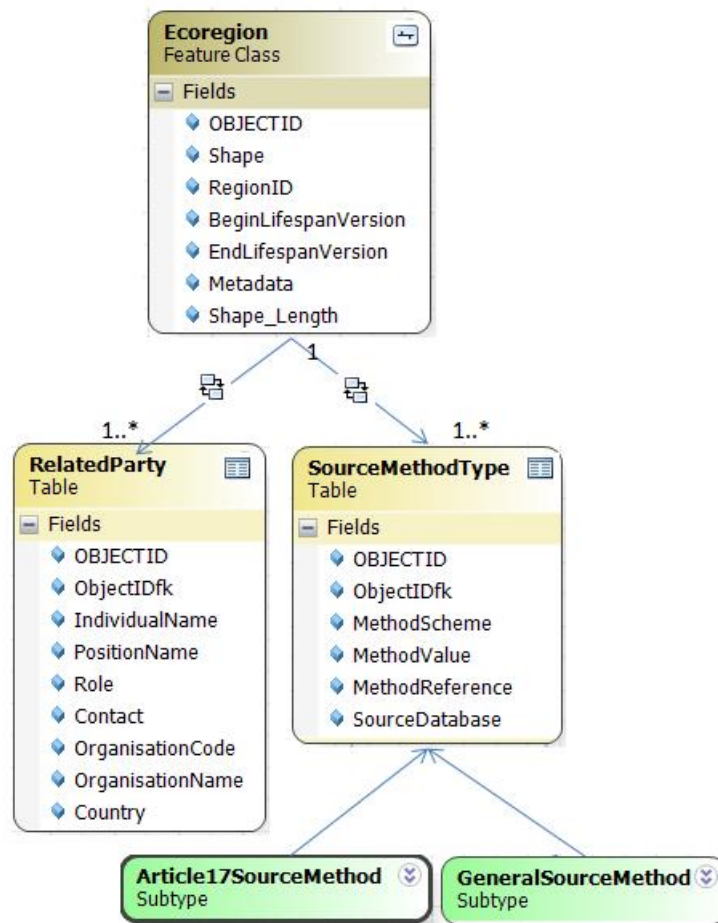 Ecoregion
Feature Class
Fields
OBJECTID
Shape
RegionID
BeginLifespanVersion
EndLifespanVersion
Metadata
Shape_Length
1
1..*
1..*
RelatedParty
Table
Fields
OBJECTID
ObjectIDfk
IndividualName
PositionName
Role
Contact
OrganisationCode
OrganisationName
Country
SourceMethodType
Table
Fields
OBJECTID
ObjectIDfk
MethodScheme
MethodValue
MethodReference
SourceDatabase
Article17SourceMethod
Subtype
GeneralSourceMethod
Subtype